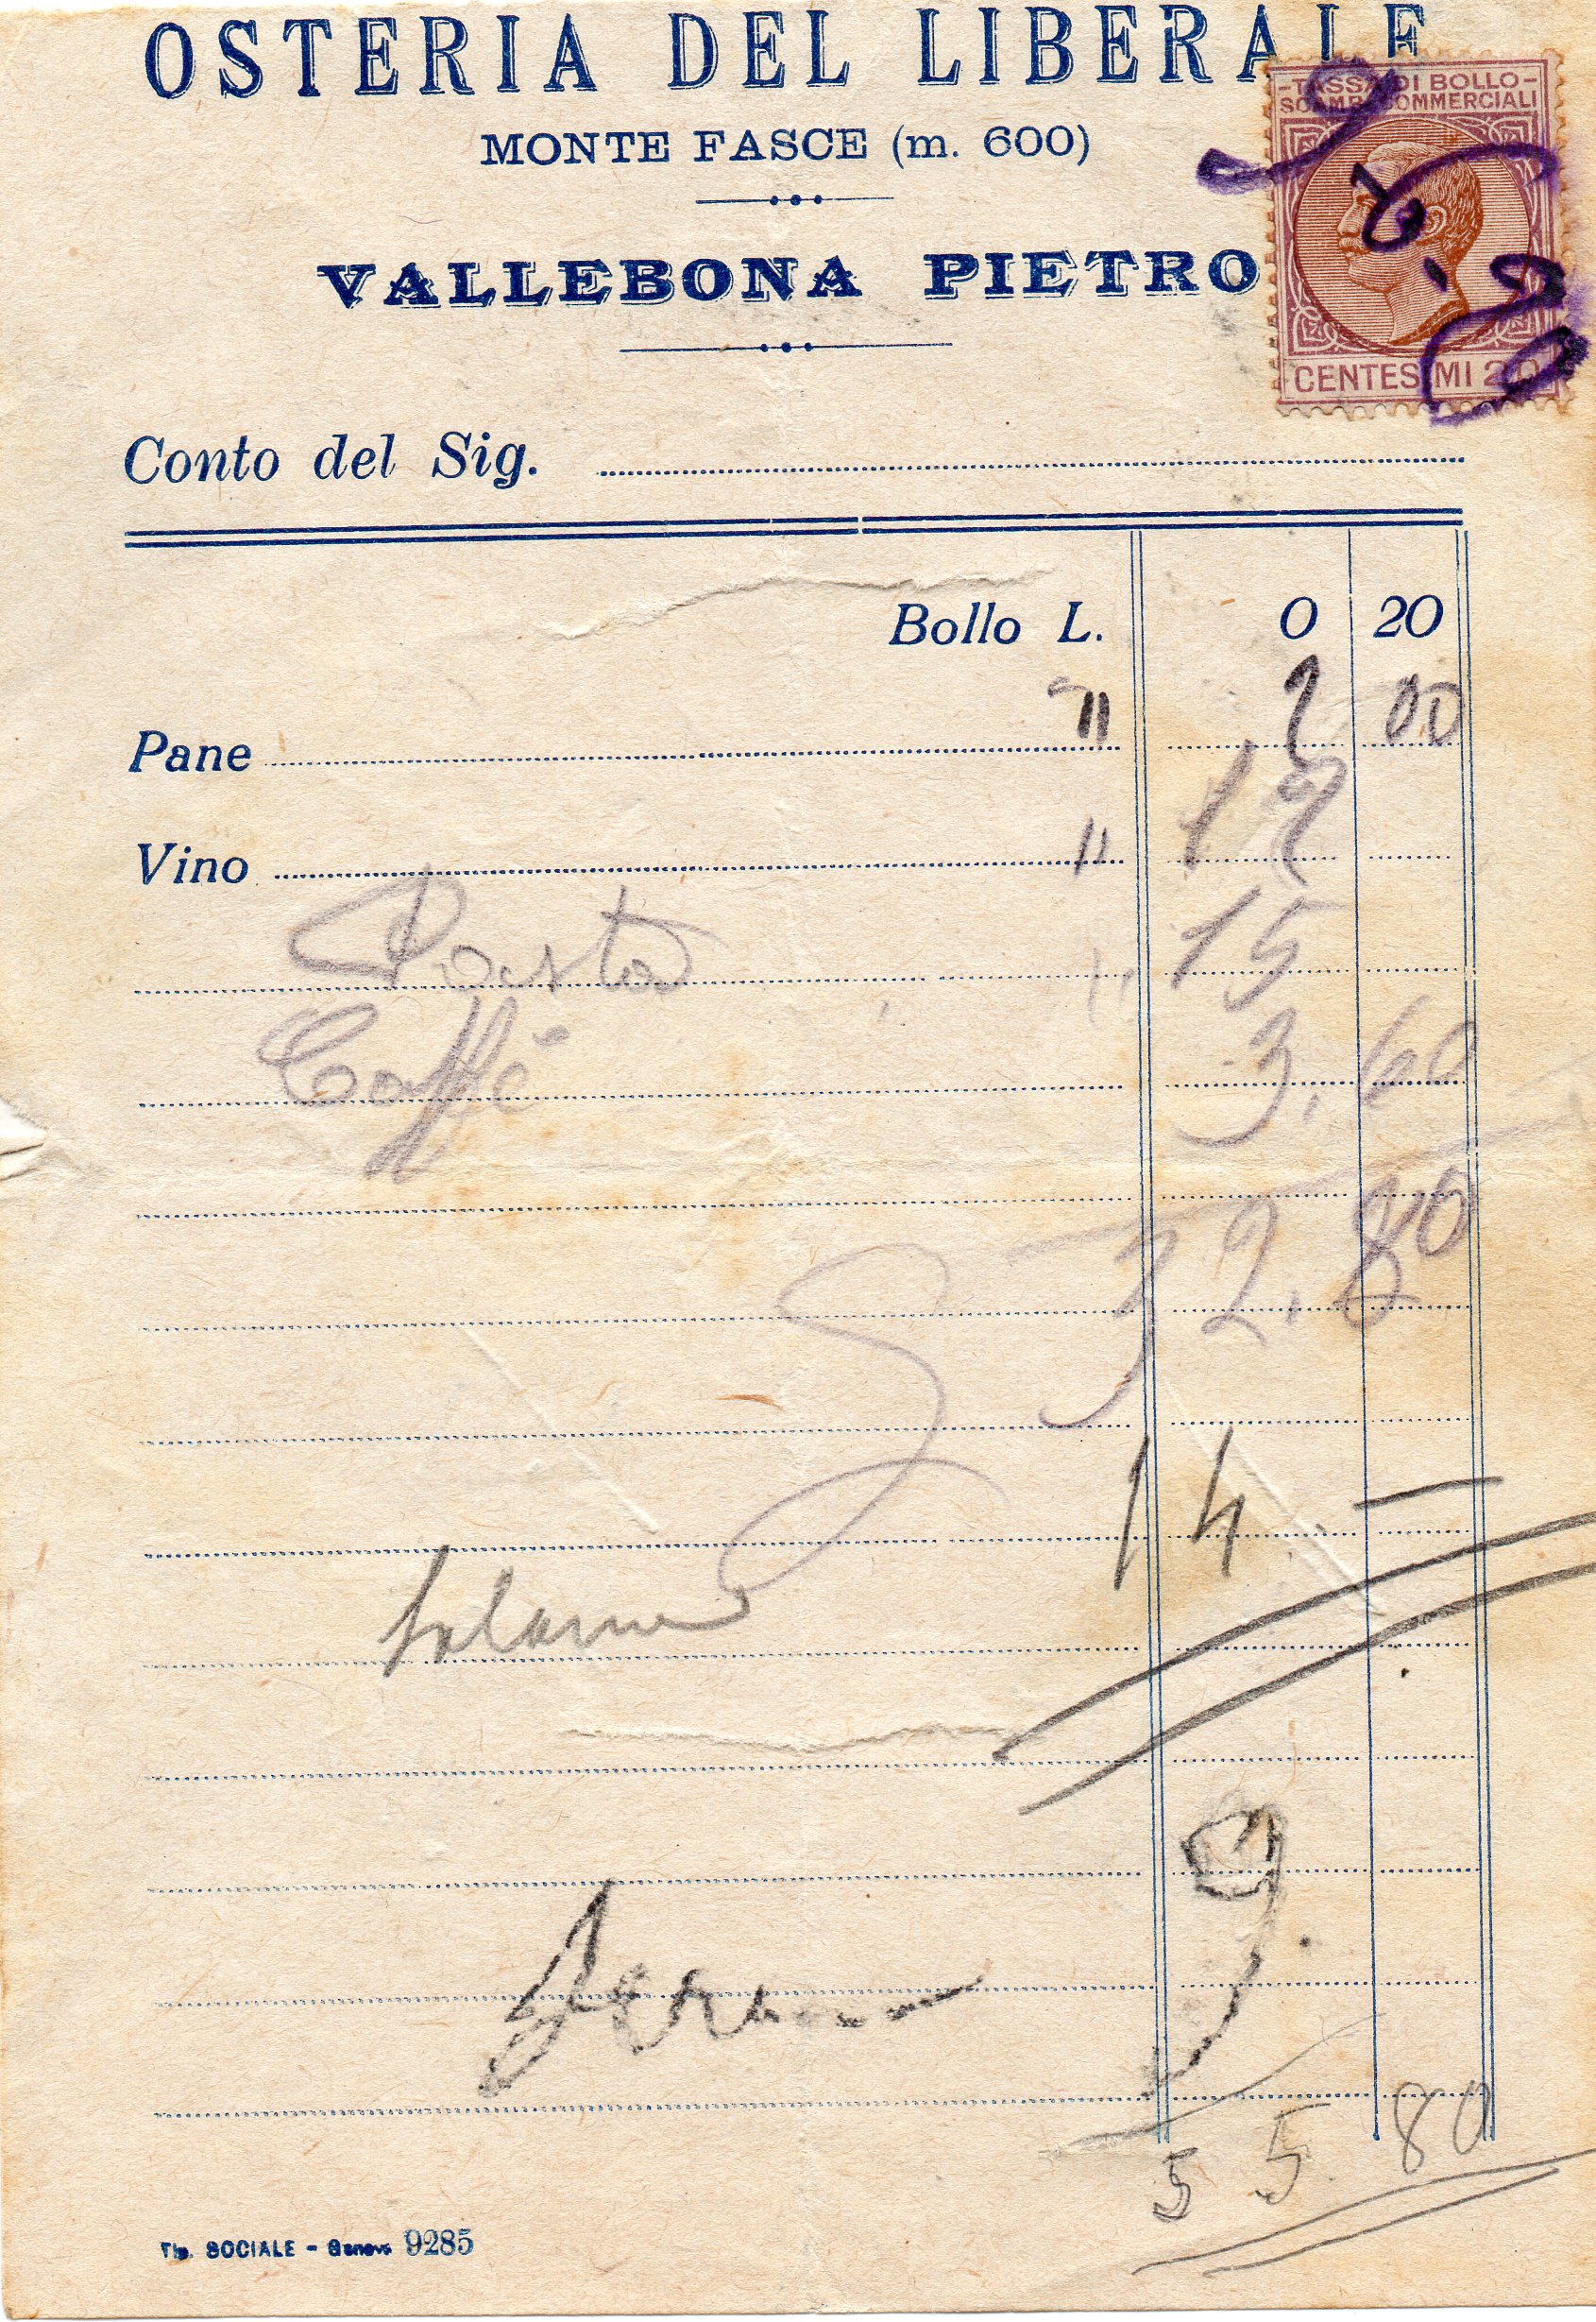 OSTERIA DEL LIBERALE
-TASSA DI BOLLO-
SCAMBI COMMERCIALI
CENTESIMI 20
MONTE FASCE (m. 600)
VALLEBONA PIETRO
Conto del Sig.
Bollo L. 0 20
Pane " 2 00
Vino " 12
Pasta " 15
Caffè 3,60
32,80
14 —
Salame
9.
55 80
Tip. SOCIALE - Genova 9285